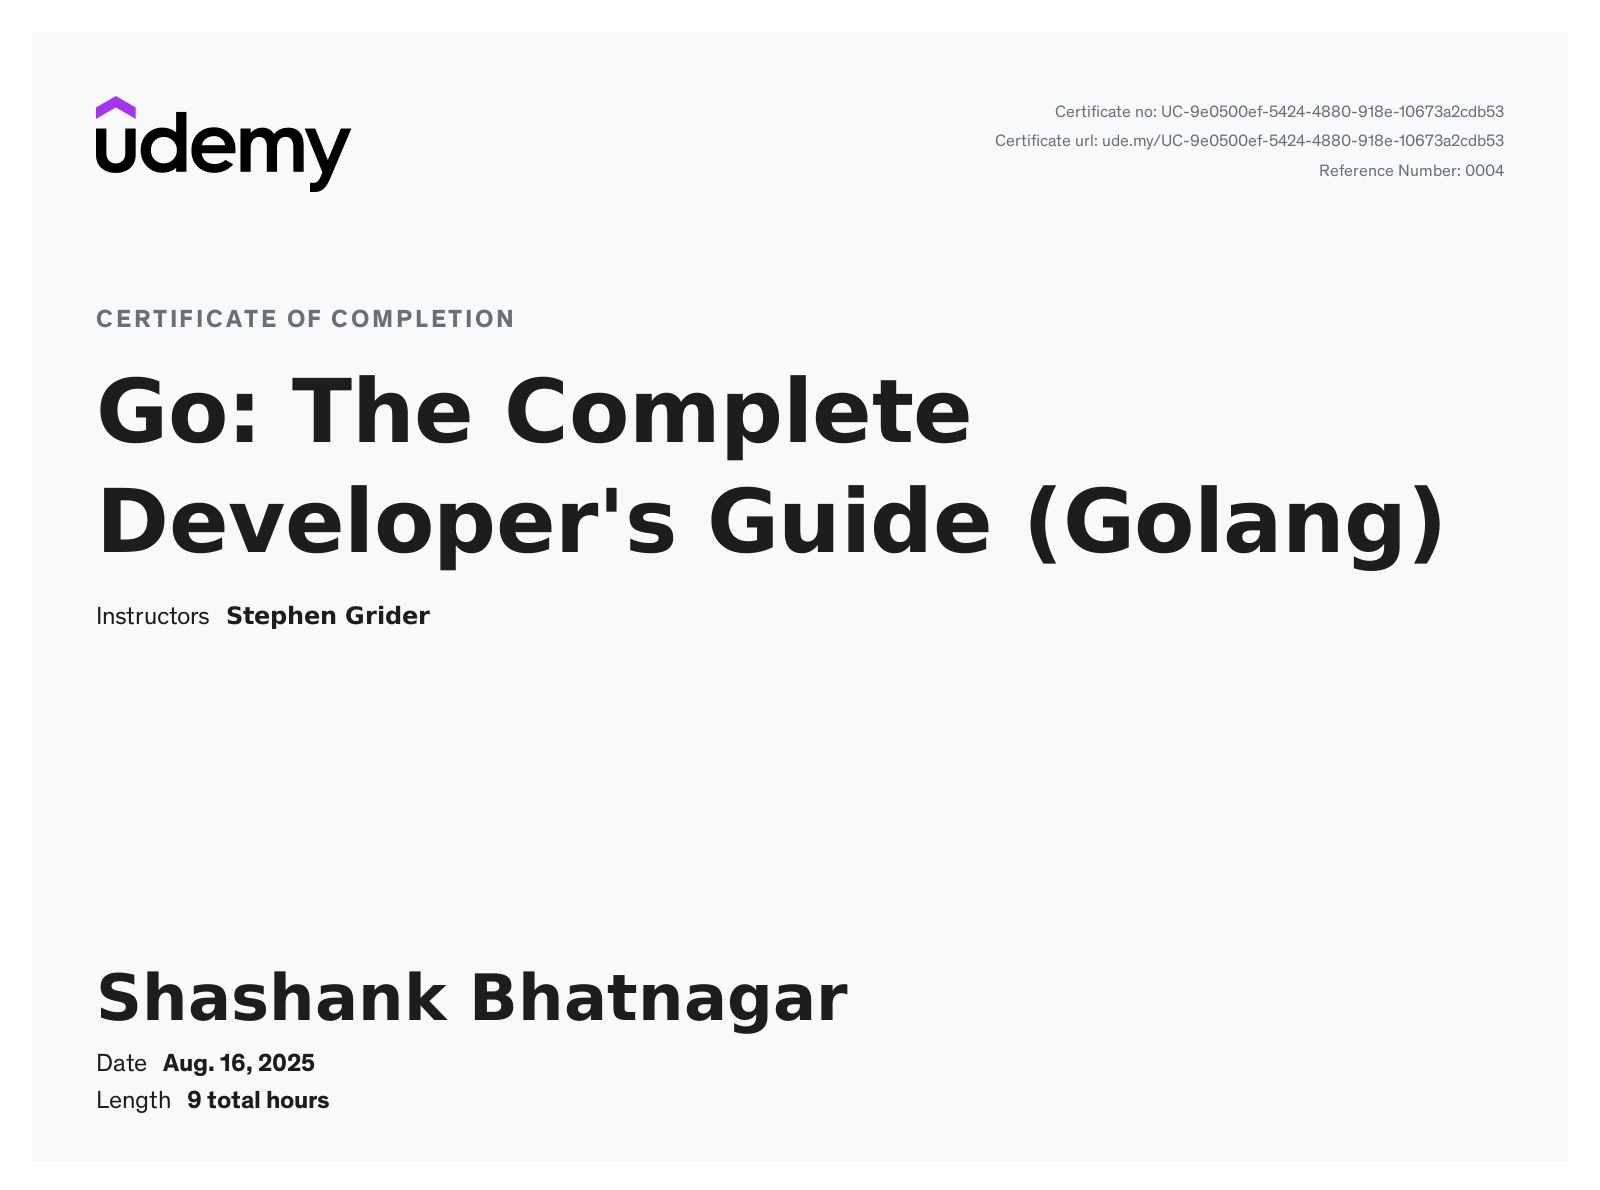 udemy
Certificate no: UC-9e0500ef-5424-4880-918e-10673a2cdb53
Certificate url: ude.my/UC-9e0500ef-5424-4880-918e-10673a2cdb53
Reference Number: 0004
CERTIFICATE OF COMPLETION
Go: The Complete
Developer's Guide (Golang)
Instructors Stephen Grider
Shashank Bhatnagar
Date Aug. 16, 2025
Length 9 total hours